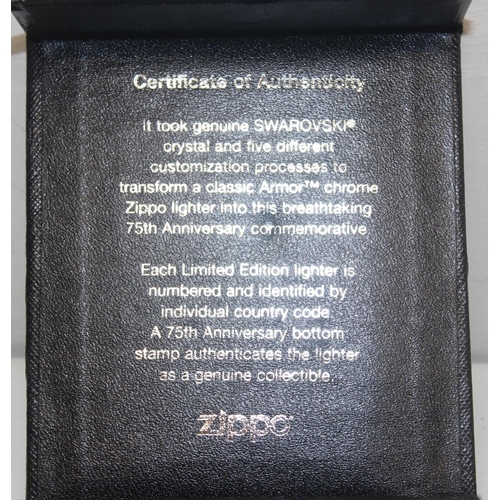 Certificate of Authenticity
It took genuine SWAROVSKI®
crystal and five different
customization processes to
transform a classic Armor™ chrome
Zippo lighter into this breathtaking
75th Anniversary commemorative.
Each Limited Edition lighter is
numbered and identified by
individual country code.
A 75th Anniversary bottom
stamp authenticates the lighter
as a genuine collectible.
zippo